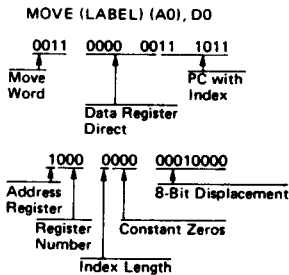 MOVE (LABEL) (A0), D0
0011 0000 0011 1011
Move Word
PC with Index
Data Register Direct
1000 0000 00010000
Address Register
8-Bit Displacement
Register Number
Constant Zeros
Index Length